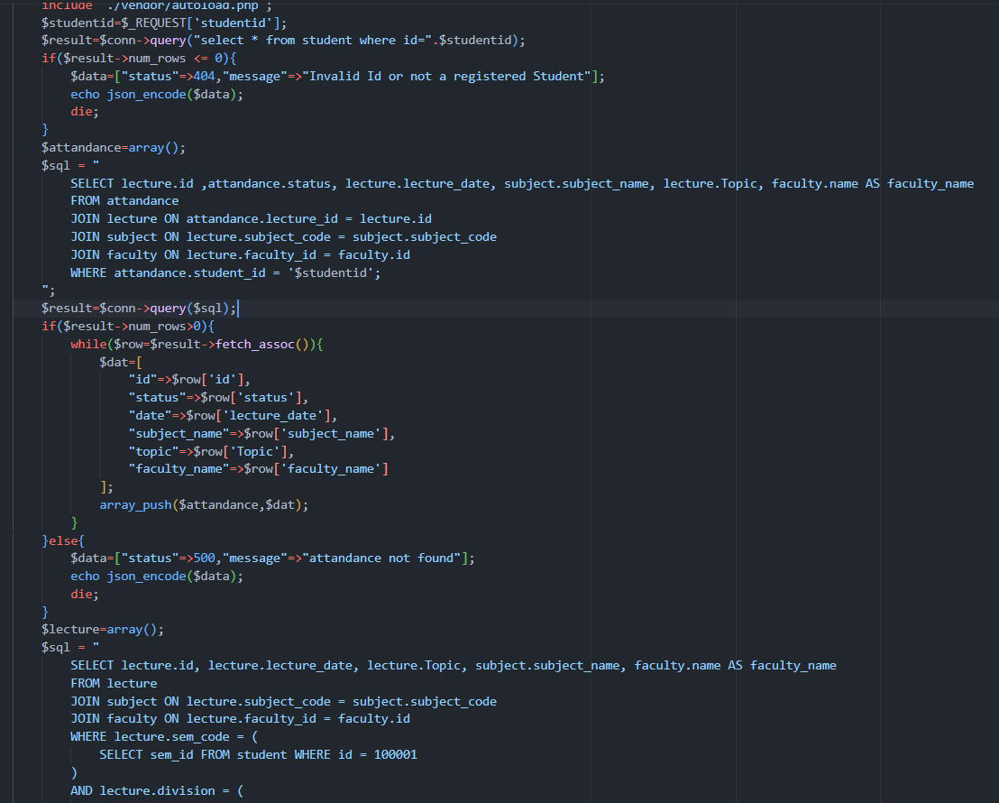 include './vendor/autoload.php';
$studentid=$_REQUEST['studentid'];
$result=$conn->query("select * from student where id=".$studentid);
if($result->num_rows <= 0){
$data=["status"=>404,"message"=>"Invalid Id or not a registered Student"];
echo json_encode($data);
die;
}
$attandance=array();
$sql = "
SELECT lecture.id ,attandance.status, lecture.lecture_date, subject.subject_name, lecture.Topic, faculty.name AS faculty_name
FROM attandance
JOIN lecture ON attandance.lecture_id = lecture.id
JOIN subject ON lecture.subject_code = subject.subject_code
JOIN faculty ON lecture.faculty_id = faculty.id
WHERE attandance.student_id = '$studentid';
";
$result=$conn->query($sql);
if($result->num_rows>0){
while($row=$result->fetch_assoc()){
$dat=[
"id"=>$row['id'],
"status"=>$row['status'],
"date"=>$row['lecture_date'],
"subject_name"=>$row['subject_name'],
"topic"=>$row['Topic'],
"faculty_name"=>$row['faculty_name']
];
array_push($attandance,$dat);
}
}else{
$data=["status"=>500,"message"=>"attandance not found"];
echo json_encode($data);
die;
}
$lecture=array();
$sql = "
SELECT lecture.id, lecture.lecture_date, lecture.Topic, subject.subject_name, faculty.name AS faculty_name
FROM lecture
JOIN subject ON lecture.subject_code = subject.subject_code
JOIN faculty ON lecture.faculty_id = faculty.id
WHERE lecture.sem_code = (
SELECT sem_id FROM student WHERE id = 100001
)
AND lecture.division = (